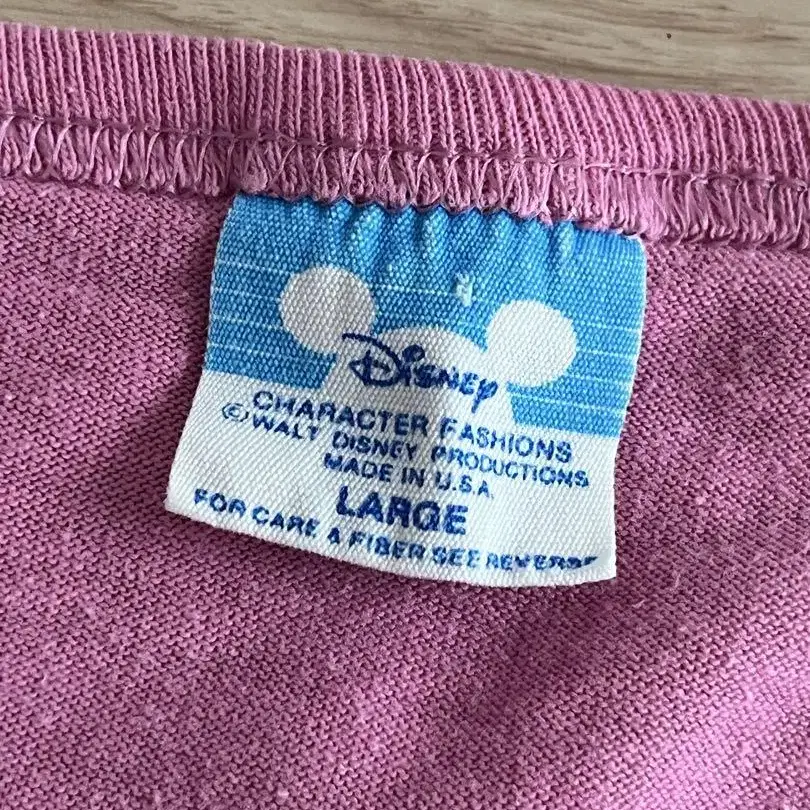 Disney
CHARACTER FASHIONS
© WALT DISNEY PRODUCTIONS
MADE IN U.S.A.
LARGE
FOR CARE & FIBER SEE REVERSE